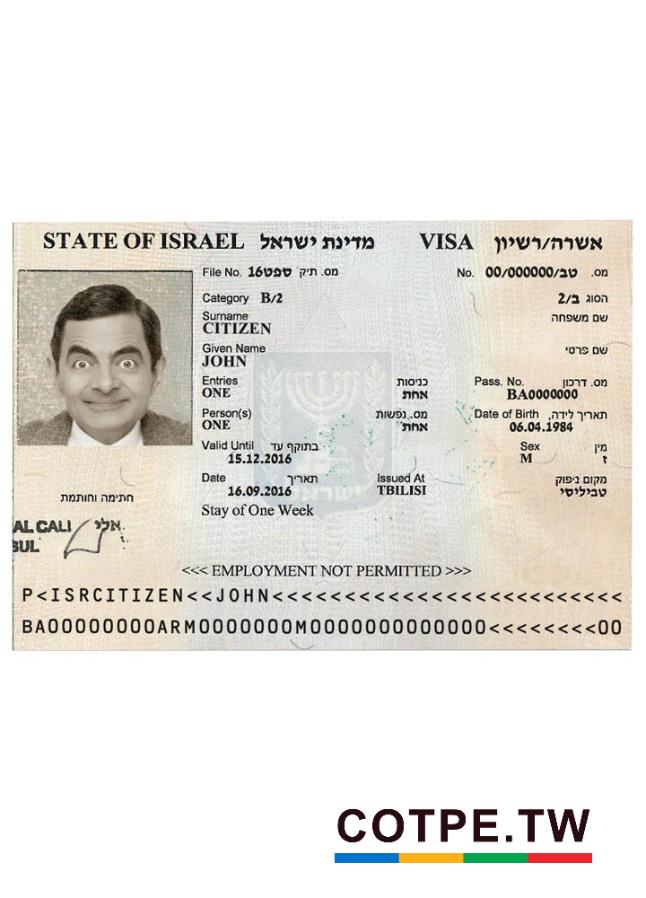 STATE OF ISRAEL מדינת ישראל VISA אשרה/רשיון
File No. ספט16 מס. תיק No. 00/000000/טב מס.
Category B/2 ב/2 הסוג
Surname שם משפחה
CITIZEN
Given Name שם פרטי
JOHN
Entries כניסות Pass. No. מס. דרכון
ONE אחת BA0000000
Person(s) מס. נפשות Date of Birth תאריך לידה,
ONE אחת 06.04.1984
Valid Until בתוקף עד Sex מין
15.12.2016 M ז
Date תאריך Issued At מקום ניפוק
16.09.2016 TBILISI טביליסי
חתימה וחותמת
Stay of One Week
AL CALI אלי
SUL
<<< EMPLOYMENT NOT PERMITTED >>>
P<ISRCITIZEN<<JOHN<<<<<<<<<<<<<<<<<<<<<<<<<<
BA00000000ARM0000000M00000000000000<<<<<<<<00
COTPE.TW